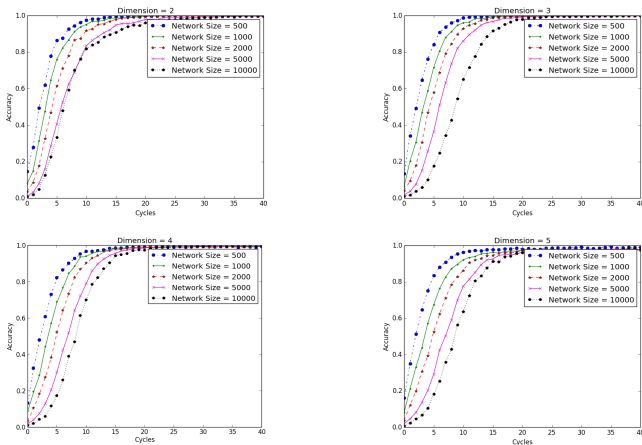 Dimension = 2
1.0
0.8
0.6
0.4
0.2
0.0
Accuracy
0 5 10 15 20 25 30 35 40
Cycles
Network Size = 500
Network Size = 1000
Network Size = 2000
Network Size = 5000
Network Size = 10000
Dimension = 3
1.0
0.8
0.6
0.4
0.2
0.0
Accuracy
0 5 10 15 20 25 30 35 40
Cycles
Network Size = 500
Network Size = 1000
Network Size = 2000
Network Size = 5000
Network Size = 10000
Dimension = 4
1.0
0.8
0.6
0.4
0.2
0.0
Accuracy
0 5 10 15 20 25 30 35 40
Cycles
Network Size = 500
Network Size = 1000
Network Size = 2000
Network Size = 5000
Network Size = 10000
Dimension = 5
1.0
0.8
0.6
0.4
0.2
0.0
Accuracy
0 5 10 15 20 25 30 35 40
Cycles
Network Size = 500
Network Size = 1000
Network Size = 2000
Network Size = 5000
Network Size = 10000